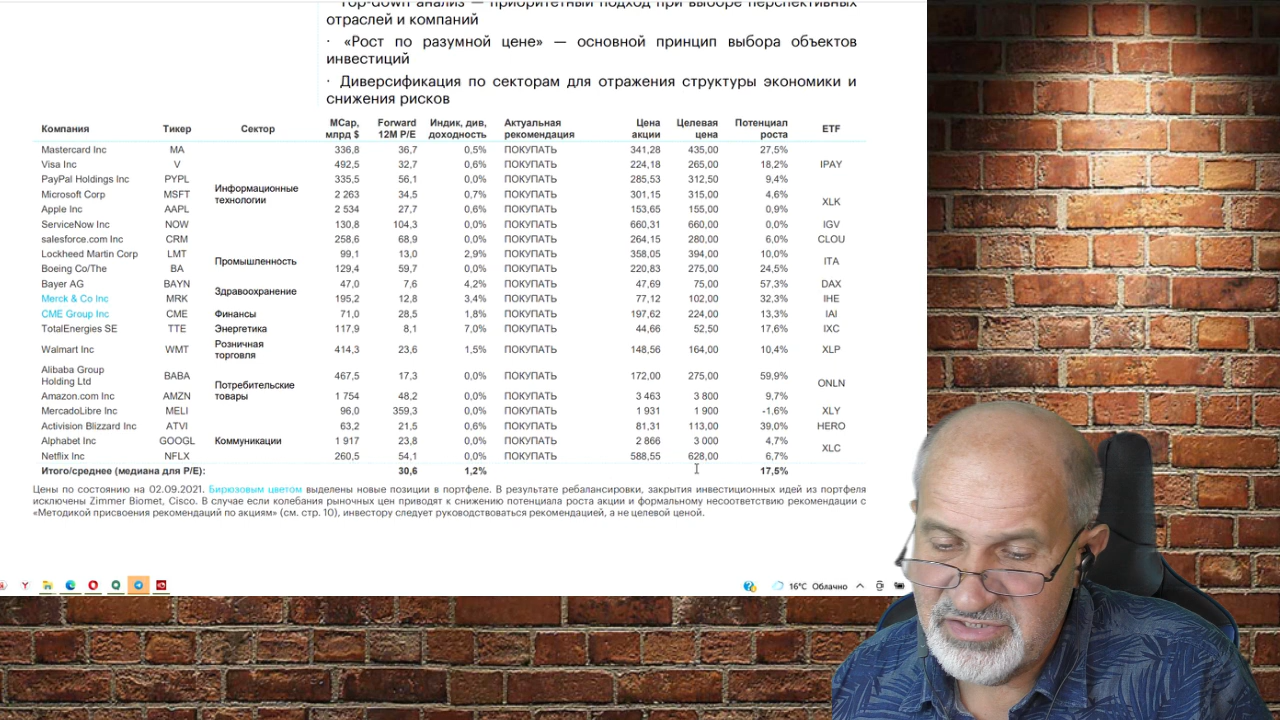 Top-down анализ — приоритетный подход при выборе перспективных
отраслей и компаний
· «Рост по разумной цене» — основной принцип выбора объектов
инвестиций
· Диверсификация по секторам для отражения структуры экономики и
снижения рисков
Компания Тикер Сектор MCap, млрд $ Forward 12M P/E Индик, див, доходность Актуальная рекомендация Цена акции Целевая цена Потенциал роста ETF
Mastercard Inc MA 336,8 36,7 0,5% ПОКУПАТЬ 341,28 435,00 27,5%
Visa Inc V 492,5 32,7 0,6% ПОКУПАТЬ 224,18 265,00 18,2% IPAY
PayPal Holdings Inc PYPL 335,5 56,1 0,0% ПОКУПАТЬ 285,53 312,50 9,4%
Microsoft Corp MSFT Информационные технологии 2 263 34,5 0,7% ПОКУПАТЬ 301,15 315,00 4,6% XLK
Apple Inc AAPL 2 534 27,7 0,6% ПОКУПАТЬ 153,65 155,00 0,9%
ServiceNow Inc NOW 130,8 104,3 0,0% ПОКУПАТЬ 660,31 660,00 0,0% IGV
salesforce.com Inc CRM 258,6 68,9 0,0% ПОКУПАТЬ 264,15 280,00 6,0% CLOU
Lockheed Martin Corp LMT Промышленность 99,1 13,0 2,9% ПОКУПАТЬ 358,05 394,00 10,0% ITA
Boeing Co/The BA 129,4 59,7 0,0% ПОКУПАТЬ 220,83 275,00 24,5%
Bayer AG BAYN Здравоохранение 47,0 7,6 4,2% ПОКУПАТЬ 47,69 75,00 57,3% DAX
Merck & Co Inc MRK 195,2 12,8 3,4% ПОКУПАТЬ 77,12 102,00 32,3% IHE
CME Group Inc CME Финансы 71,0 28,5 1,8% ПОКУПАТЬ 197,62 224,00 13,3% IAI
TotalEnergies SE TTE Энергетика 117,9 8,1 7,0% ПОКУПАТЬ 44,66 52,50 17,6% IXC
Walmart Inc WMT Розничная торговля 414,3 23,6 1,5% ПОКУПАТЬ 148,56 164,00 10,4% XLP
Alibaba Group Holding Ltd BABA Потребительские товары 467,5 17,3 0,0% ПОКУПАТЬ 172,00 275,00 59,9% ONLN
Amazon.com Inc AMZN 1 754 48,2 0,0% ПОКУПАТЬ 3 463 3 800 9,7%
MercadoLibre Inc MELI 96,0 359,3 0,0% ПОКУПАТЬ 1 931 1 900 -1,6% XLY
Activision Blizzard Inc ATVI 63,2 21,5 0,6% ПОКУПАТЬ 81,31 113,00 39,0% HERO
Alphabet Inc GOOGL Коммуникации 1 917 23,8 0,0% ПОКУПАТЬ 2 866 3 000 4,7% XLC
Netflix Inc NFLX 260,5 54,1 0,0% ПОКУПАТЬ 588,55 628,00 6,7%
Итого/среднее (медиана для P/E): 30,6 1,2% 17,5%
Цены по состоянию на 02.09.2021. Бирюзовым цветом выделены новые позиции в портфеле. В результате ребалансировки, закрытия инвестиционных идей из портфеля
исключены Zimmer Biomet, Cisco. В случае если колебания рыночных цен приводят к снижению потенциала роста акции и формальному несоответствию рекомендации с
«Методикой присвоения рекомендаций по акциям» (см. стр. 10), инвестору следует руководствоваться рекомендацией, а не целевой ценой.
16°C Облачно